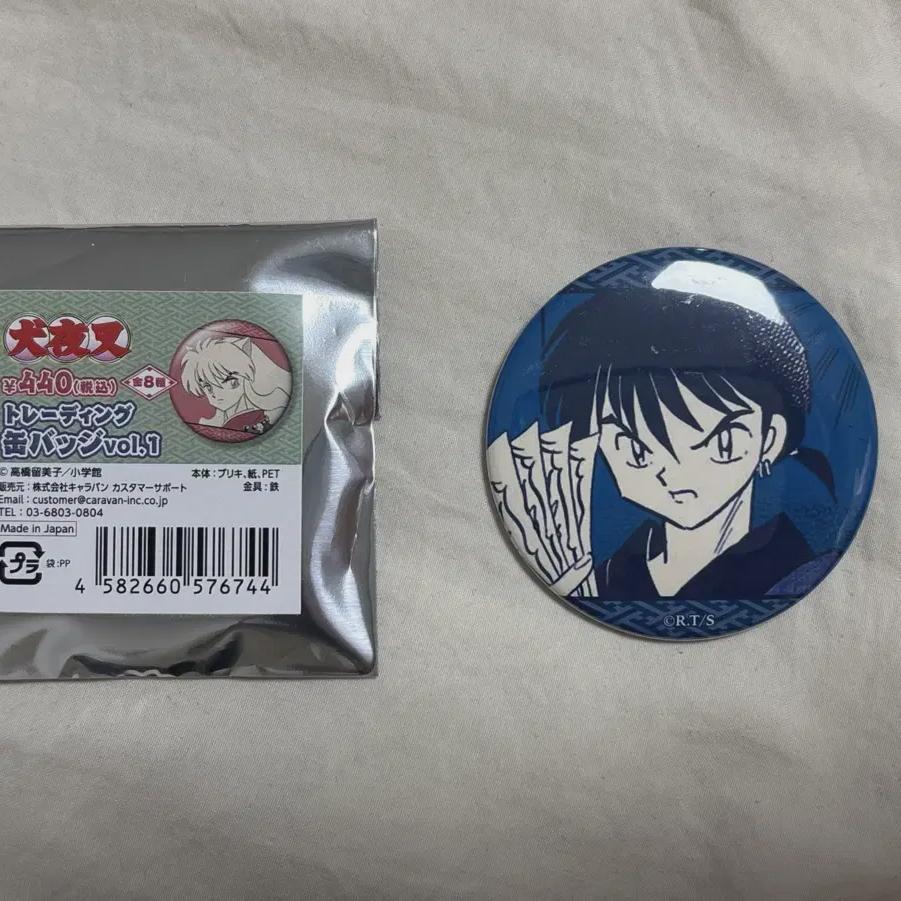 犬夜叉
¥440(税込) 全8種
トレーディング
缶バッジvol.1
© 高橋留美子/小学館
本体:ブリキ、紙、PET
販売元:株式会社キャラバン カスタマーサポート
金具:鉄
Email:customer@caravan-inc.co.jp
TEL:03-6803-0804
Made in Japan
プラ 袋:PP
4 582660 576744
©R.T/S